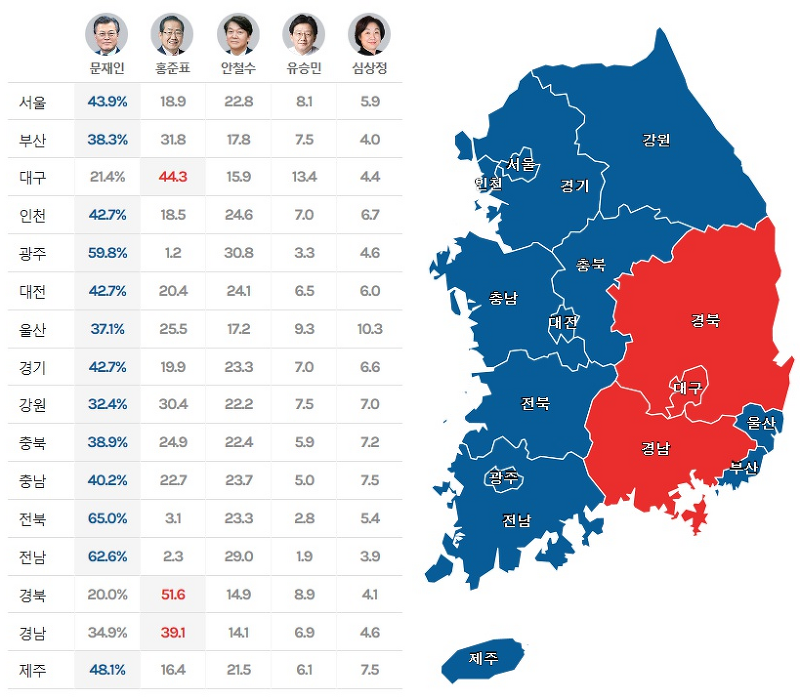 문재인 홍준표 안철수 유승민 심상정
서울 43.9% 18.9 22.8 8.1 5.9
부산 38.3% 31.8 17.8 7.5 4.0
대구 21.4% 44.3 15.9 13.4 4.4
인천 42.7% 18.5 24.6 7.0 6.7
광주 59.8% 1.2 30.8 3.3 4.6
대전 42.7% 20.4 24.1 6.5 6.0
울산 37.1% 25.5 17.2 9.3 10.3
경기 42.7% 19.9 23.3 7.0 6.6
강원 32.4% 30.4 22.2 7.5 7.0
충북 38.9% 24.9 22.4 5.9 7.2
충남 40.2% 22.7 23.7 5.0 7.5
전북 65.0% 3.1 23.3 2.8 5.4
전남 62.6% 2.3 29.0 1.9 3.9
경북 20.0% 51.6 14.9 8.9 4.1
경남 34.9% 39.1 14.1 6.9 4.6
제주 48.1% 16.4 21.5 6.1 7.5
강원
서울
인천
경기
충북
충남
대전
경북
대구
전북
울산
경남
부산
광주
전남
제주